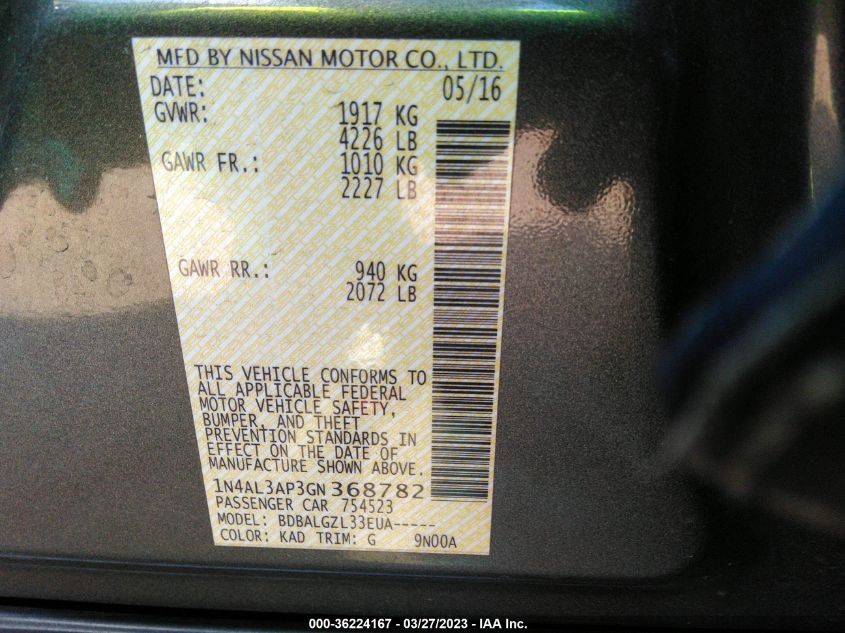 MFD BY NISSAN MOTOR CO., LTD.
DATE: 05/16
GVWR: 1917 KG
4226 LB
GAWR FR.: 1010 KG
2227 LB
GAWR RR.: 940 KG
2072 LB
THIS VEHICLE CONFORMS TO
ALL APPLICABLE FEDERAL
MOTOR VEHICLE SAFETY,
BUMPER, AND THEFT
PREVENTION STANDARDS IN
EFFECT ON THE DATE OF
MANUFACTURE SHOWN ABOVE.
1N4AL3AP3GN368782
PASSENGER CAR 754523
MODEL: BDBALGZL33EUA-----
COLOR: KAD TRIM: G 9N00A
000-36224167 - 03/27/2023 - IAA Inc.